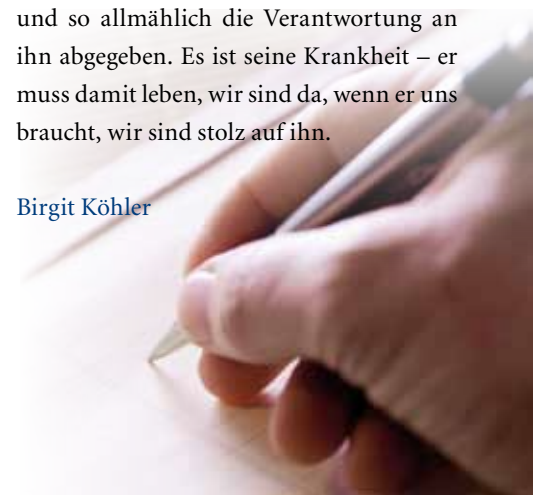 und so allmählich die Verantwortung an
ihn abgegeben. Es ist seine Krankheit – er
muss damit leben, wir sind da, wenn er uns
braucht, wir sind stolz auf ihn.
Birgit Köhler